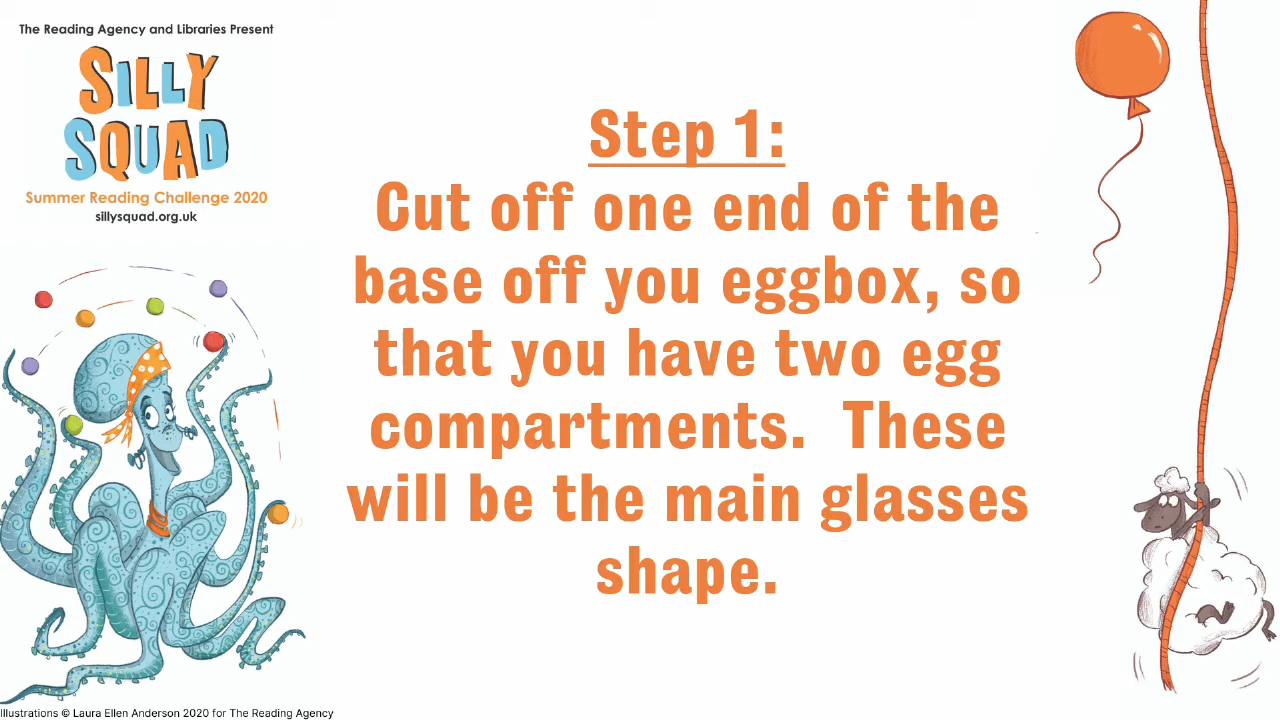 The Reading Agency and Libraries Present
SILLY
SQUAD
Summer Reading Challenge 2020
sillysquad.org.uk
Step 1:
Cut off one end of the
base off you eggbox, so
that you have two egg
compartments. These
will be the main glasses
shape.
Illustrations © Laura Ellen Anderson 2020 for The Reading Agency